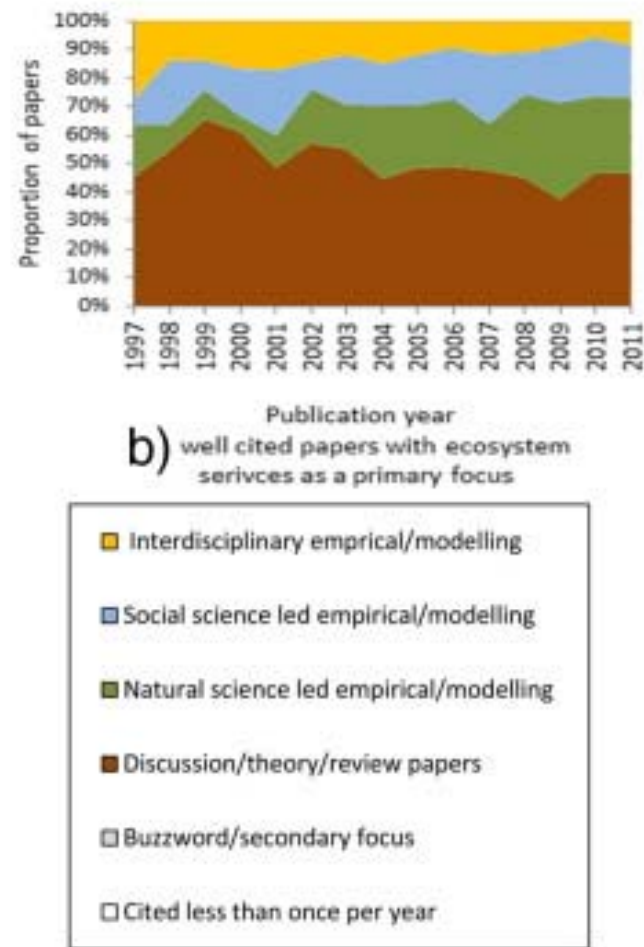 100%
90%
80%
70%
60%
50%
40%
30%
20%
10%
0%
Proportion of papers
1997 1998 1999 2000 2001 2002 2003 2004 2005 2006 2007 2008 2009 2010 2011
Publication year
b) well cited papers with ecosystem
serivces as a primary focus
Interdisciplinary emprical/modelling
Social science led empirical/modelling
Natural science led empirical/modelling
Discussion/theory/review papers
Buzzword/secondary focus
Cited less than once per year